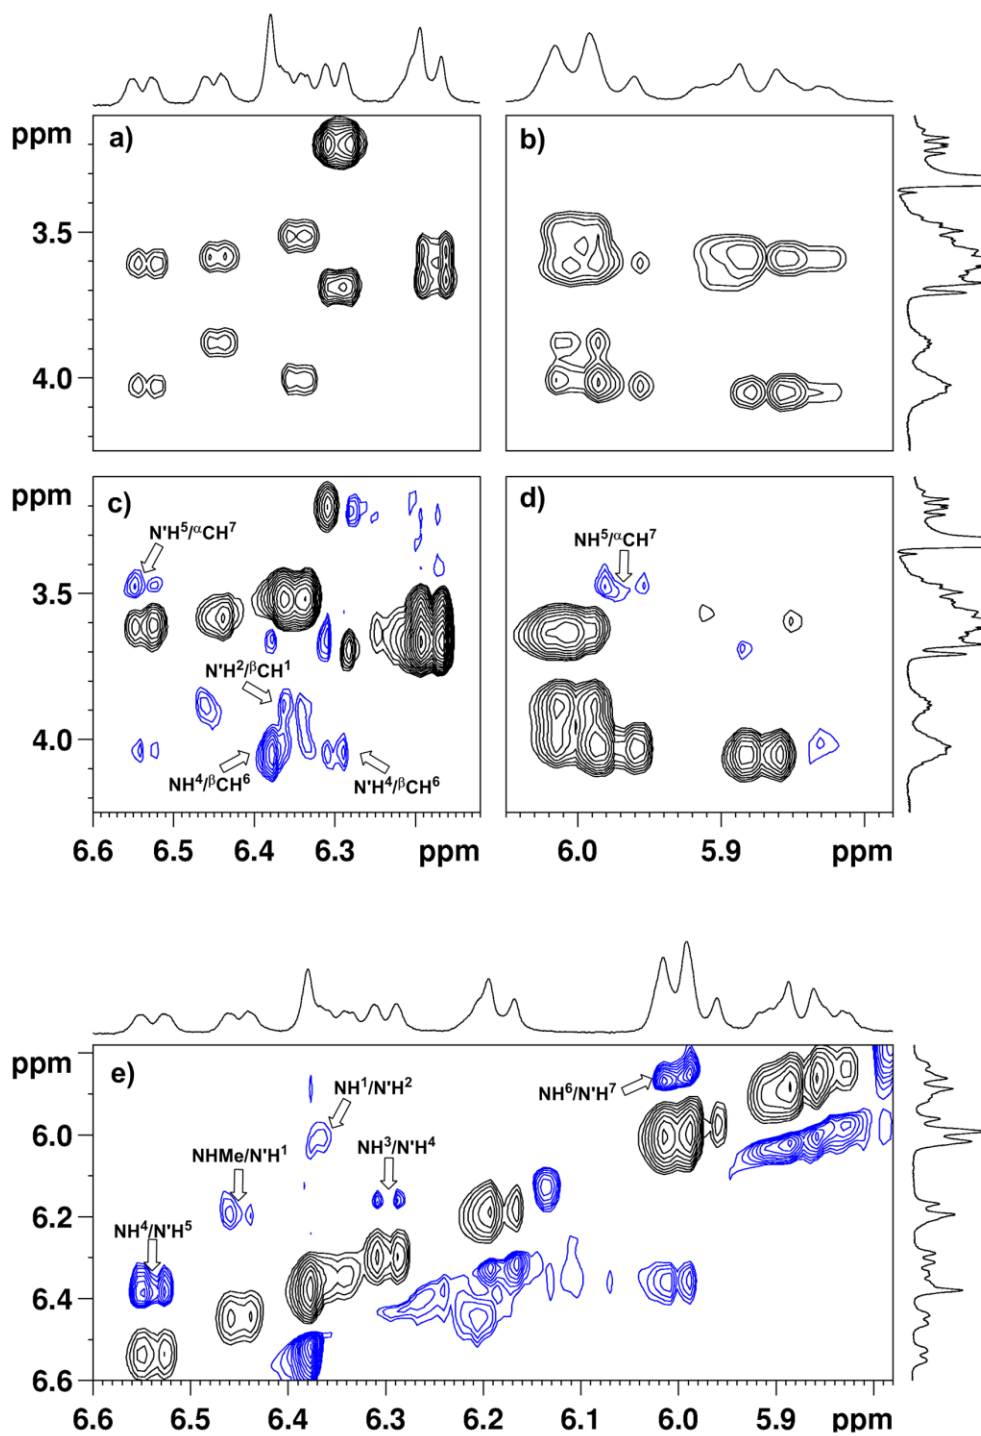 ppm
a)
b)
3.5
4.0
ppm
c)
d)
N'H⁵/αCH⁷
NH⁵/αCH⁷
3.5
N'H²/βCH¹
4.0
NH⁴/βCH⁶
N'H⁴/βCH⁶
6.6 6.5 6.4 6.3 ppm
6.0 5.9 ppm
ppm
e)
NH¹/N'H²
NH⁶/N'H⁷
6.0
NHMe/N'H¹
NH³/N'H⁴
6.2
NH⁴/N'H⁵
6.4
6.6
6.6 6.5 6.4 6.3 6.2 6.1 6.0 5.9 ppm